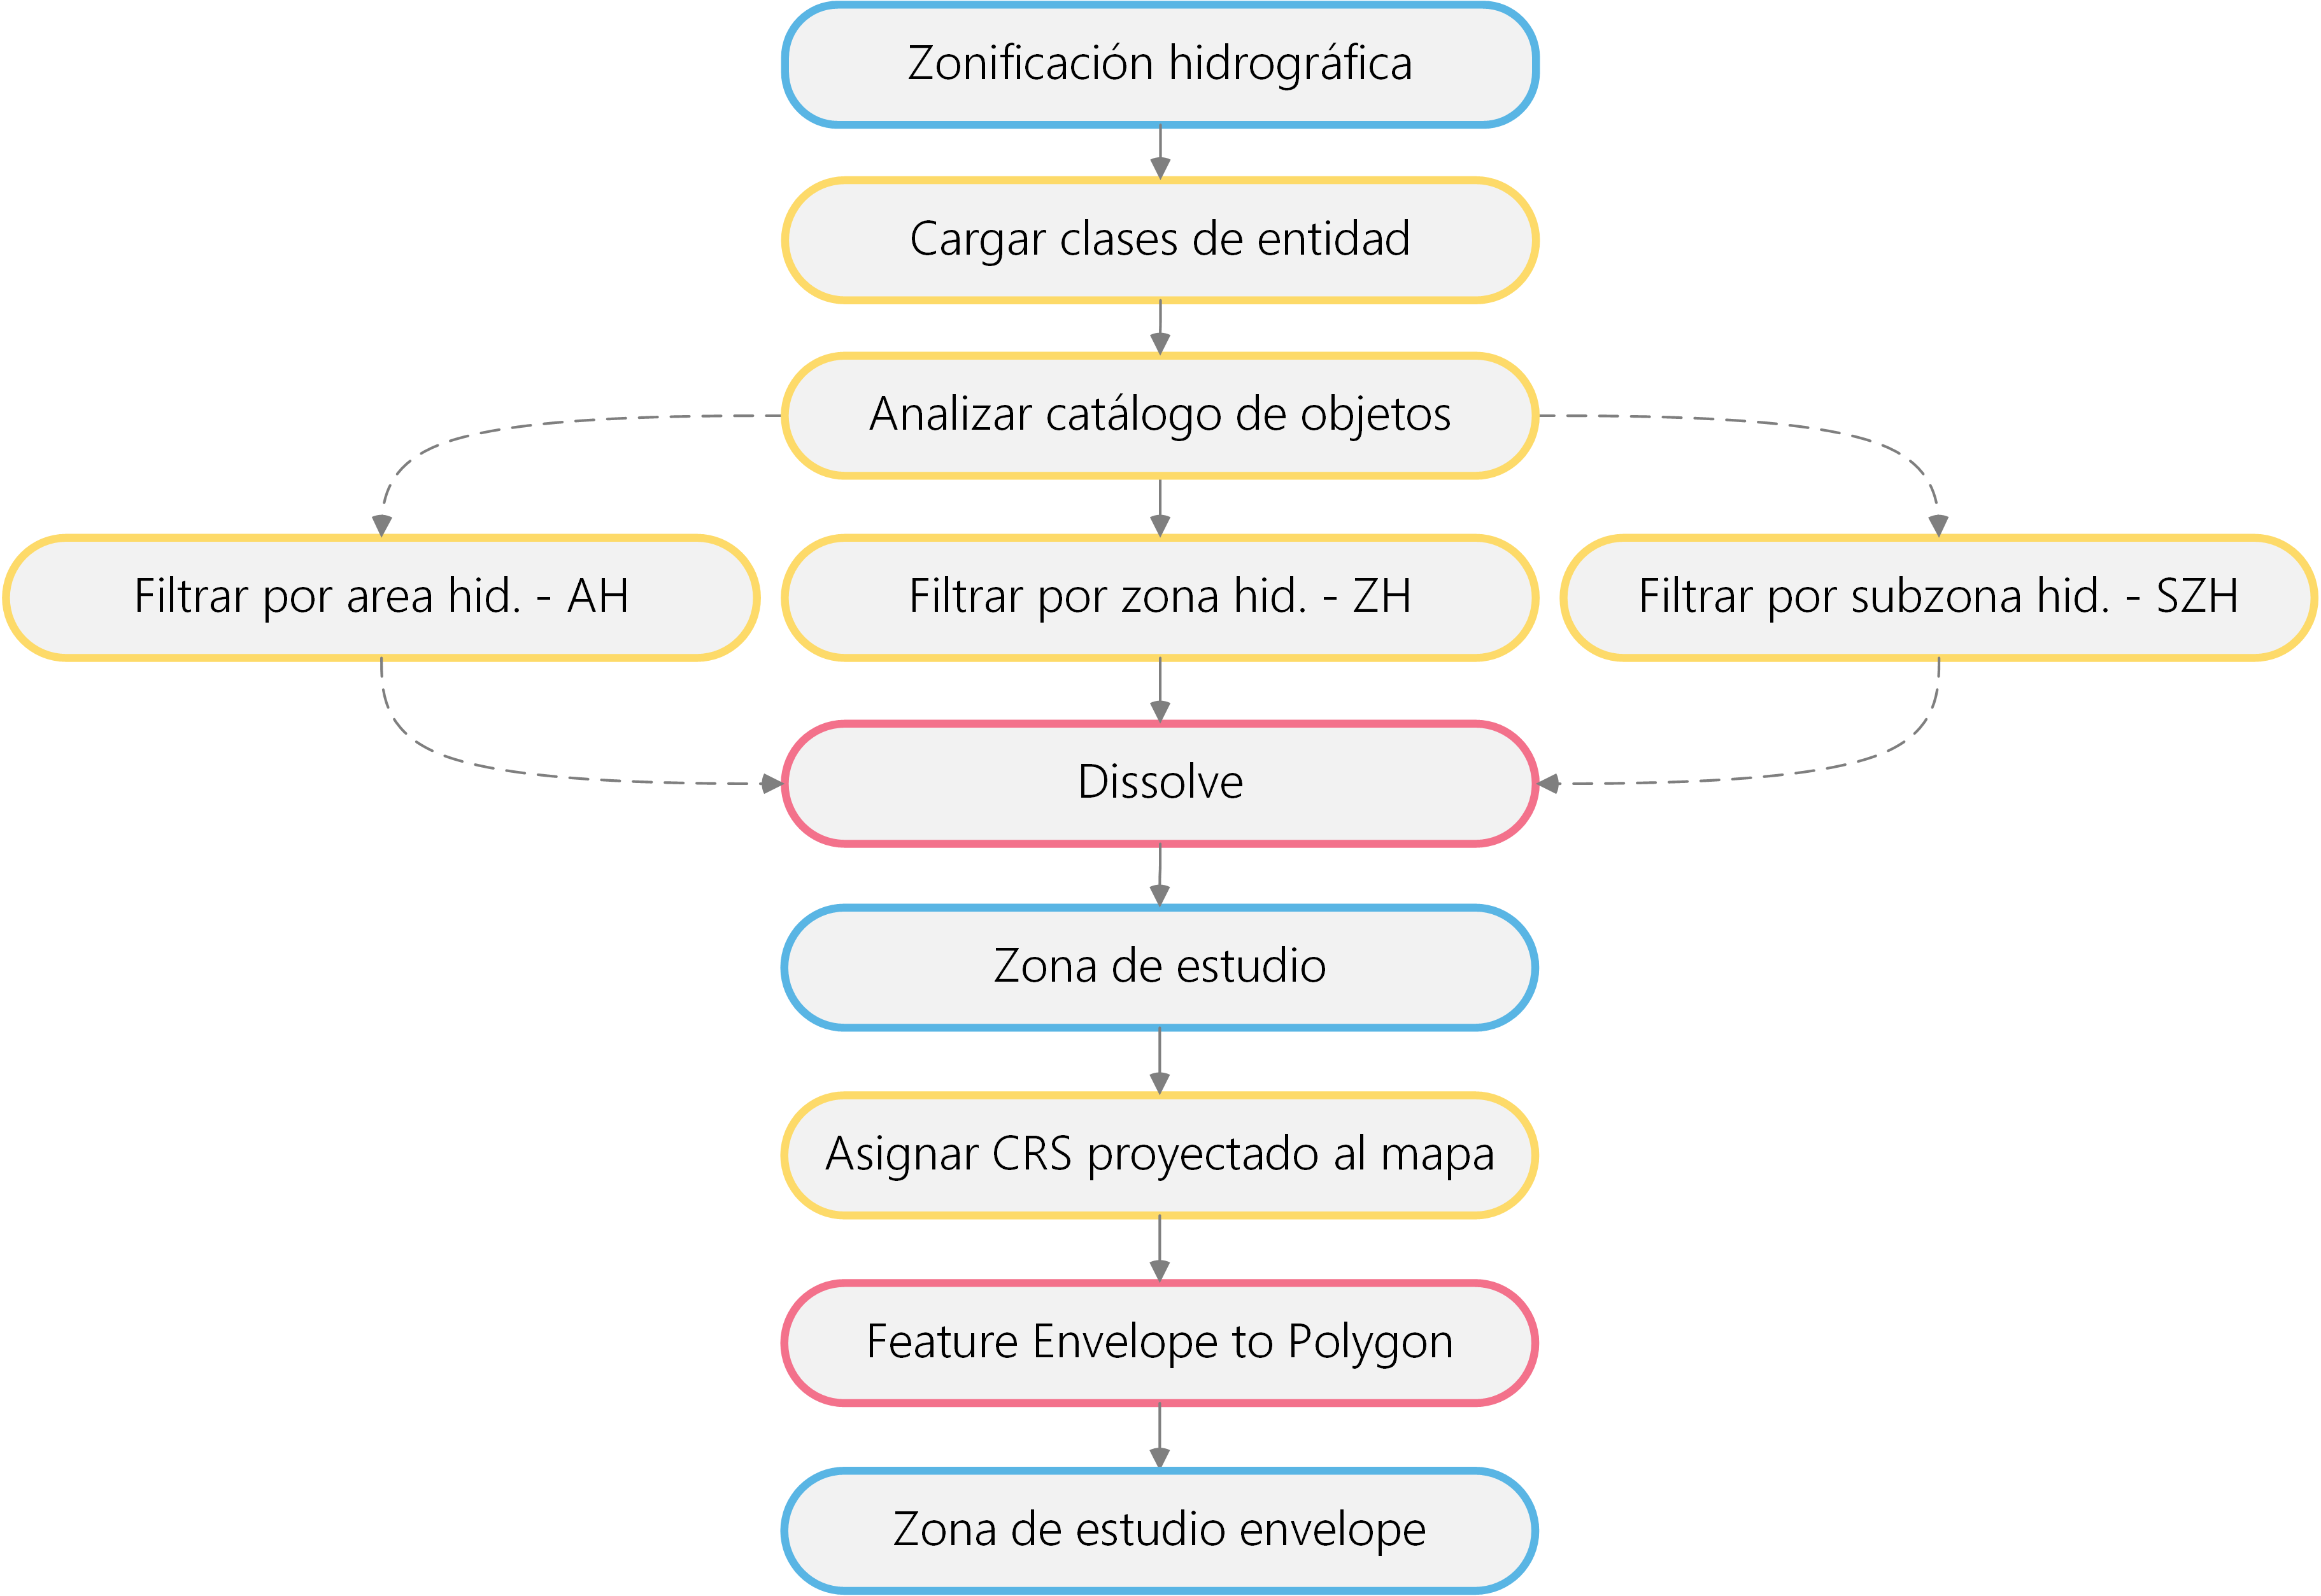 Zonificación hidrográfica
Cargar clases de entidad
Analizar catálogo de objetos
Filtrar por area hid. - AH
Filtrar por zona hid. - ZH
Filtrar por subzona hid. - SZH
Dissolve
Zona de estudio
Asignar CRS proyectado al mapa
Feature Envelope to Polygon
Zona de estudio envelope